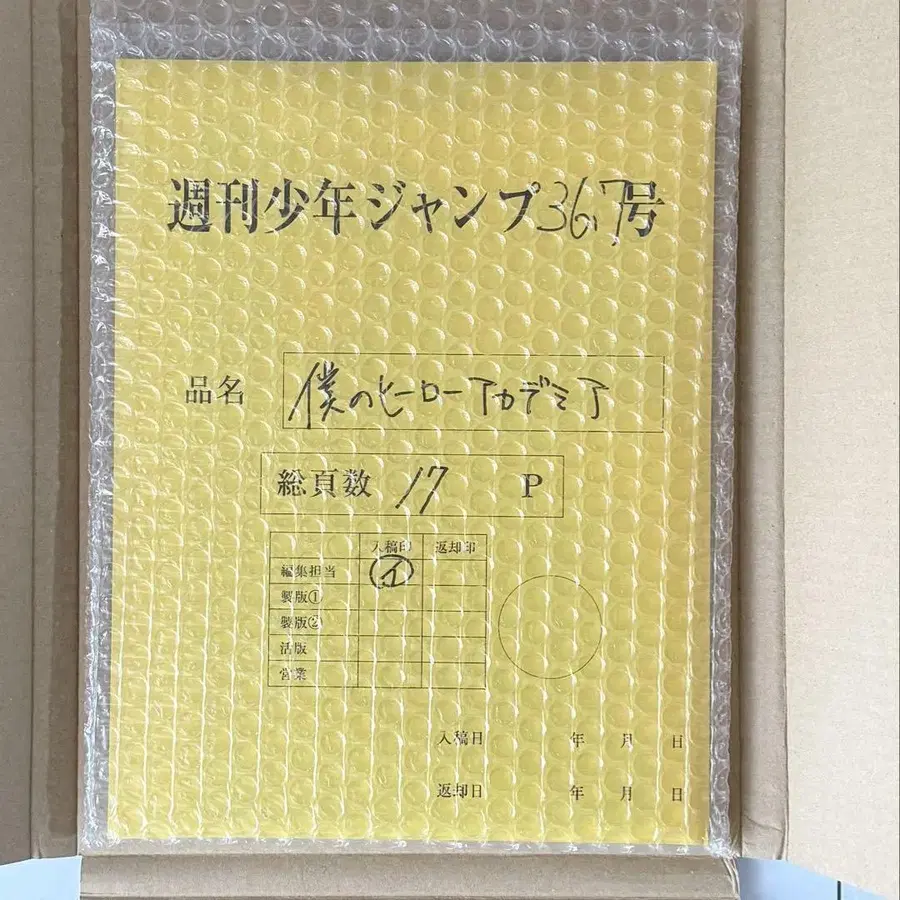 週刊少年ジャンプ36,7号
品名 僕のヒーローアカデミア
総頁数 17 P
入稿印 返却印
編集担当 イ
製版①
製版②
活版
営業
入稿日 年 月 日
返却日 年 月 日